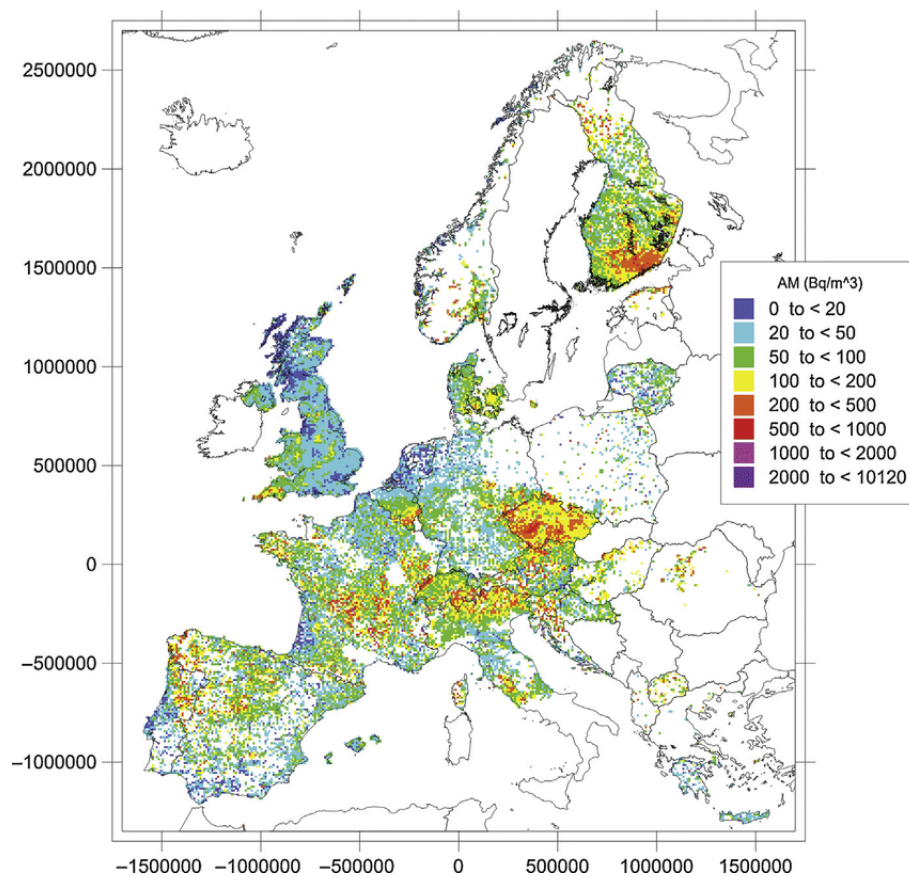 2500000
2000000
1500000
1000000
500000
0
−500000
−1000000
−1500000 −1000000 −500000 0 500000 1000000 1500000
AM (Bq/m^3)
0 to < 20
20 to < 50
50 to < 100
100 to < 200
200 to < 500
500 to < 1000
1000 to < 2000
2000 to < 10120